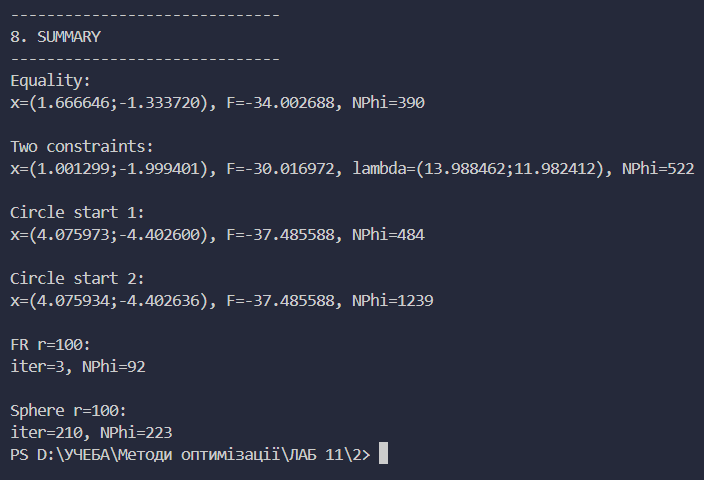 ------------------------------
8. SUMMARY
------------------------------
Equality:
x=(1.666646;-1.333720), F=-34.002688, NPhi=390
Two constraints:
x=(1.001299;-1.999401), F=-30.016972, lambda=(13.988462;11.982412), NPhi=522
Circle start 1:
x=(4.075973;-4.402600), F=-37.485588, NPhi=484
Circle start 2:
x=(4.075934;-4.402636), F=-37.485588, NPhi=1239
FR r=100:
iter=3, NPhi=92
Sphere r=100:
iter=210, NPhi=223
PS D:\УЧЕБА\Методи оптимізації\ЛАБ 11\2>